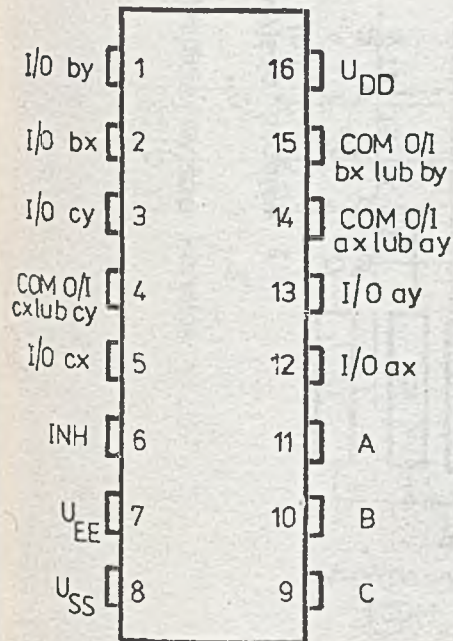 I/O by 1 16 U_DD
I/O bx 2 15 COM O/I
bx lub by
I/O cy 3 14 COM O/I
ax lub ay
COM O/I
cx lub cy 4 13 I/O ay
I/O cx 5 12 I/O ax
INH 6 11 A
U_EE 7 10 B
U_SS 8 9 C